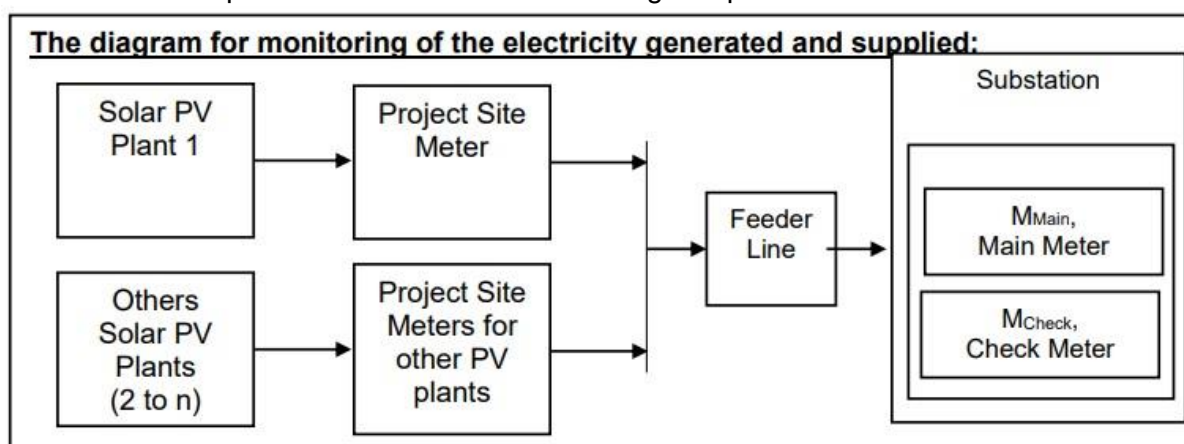 The diagram for monitoring of the electricity generated and supplied:
Solar PV
Plant 1
Project Site
Meter
Others
Solar PV
Plants
(2 to n)
Project Site
Meters for
other PV
plants
Feeder
Line
Substation
MMain,
Main Meter
MCheck,
Check Meter